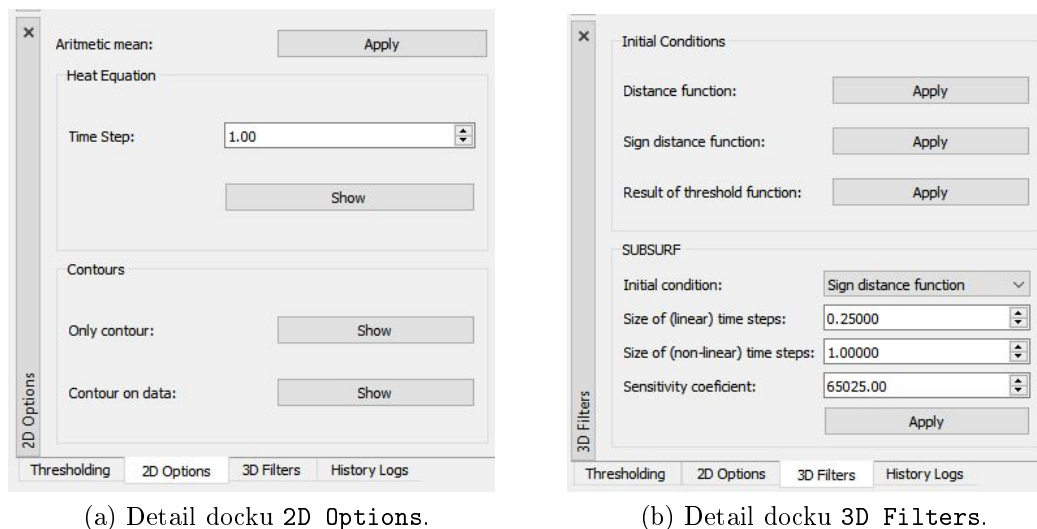 Aritmetic mean: Apply
Heat Equation
Time Step: 1.00
Show
Contours
Only contour: Show
Contour on data: Show
2D Options
Thresholding 2D Options 3D Filters History Logs
(a) Detail docku 2D Options.
Initial Conditions
Distance function: Apply
Sign distance function: Apply
Result of threshold function: Apply
SUBSURF
Initial condition: Sign distance function
Size of (linear) time steps: 0.25000
Size of (non-linear) time steps: 1.00000
Sensitivity coeficient: 65025.00
Apply
3D Filters
Thresholding 2D Options 3D Filters History Logs
(b) Detail docku 3D Filters.